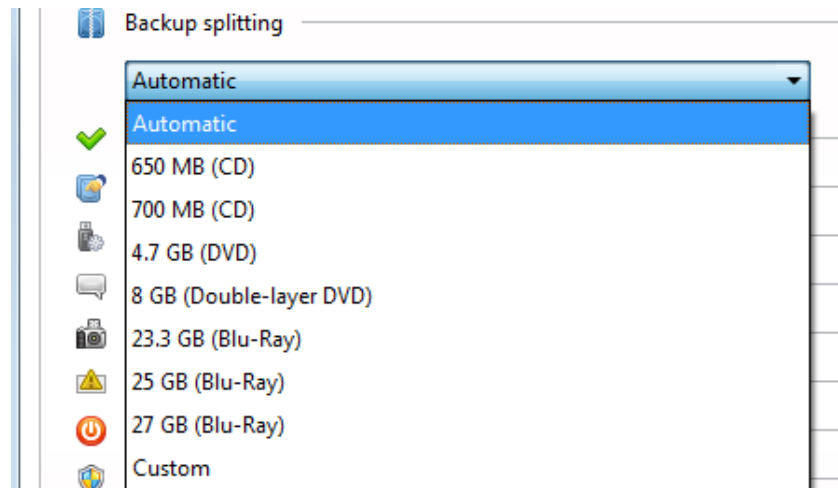 Backup splitting
Automatic
Automatic
650 MB (CD)
700 MB (CD)
4.7 GB (DVD)
8 GB (Double-layer DVD)
23.3 GB (Blu-Ray)
25 GB (Blu-Ray)
27 GB (Blu-Ray)
Custom